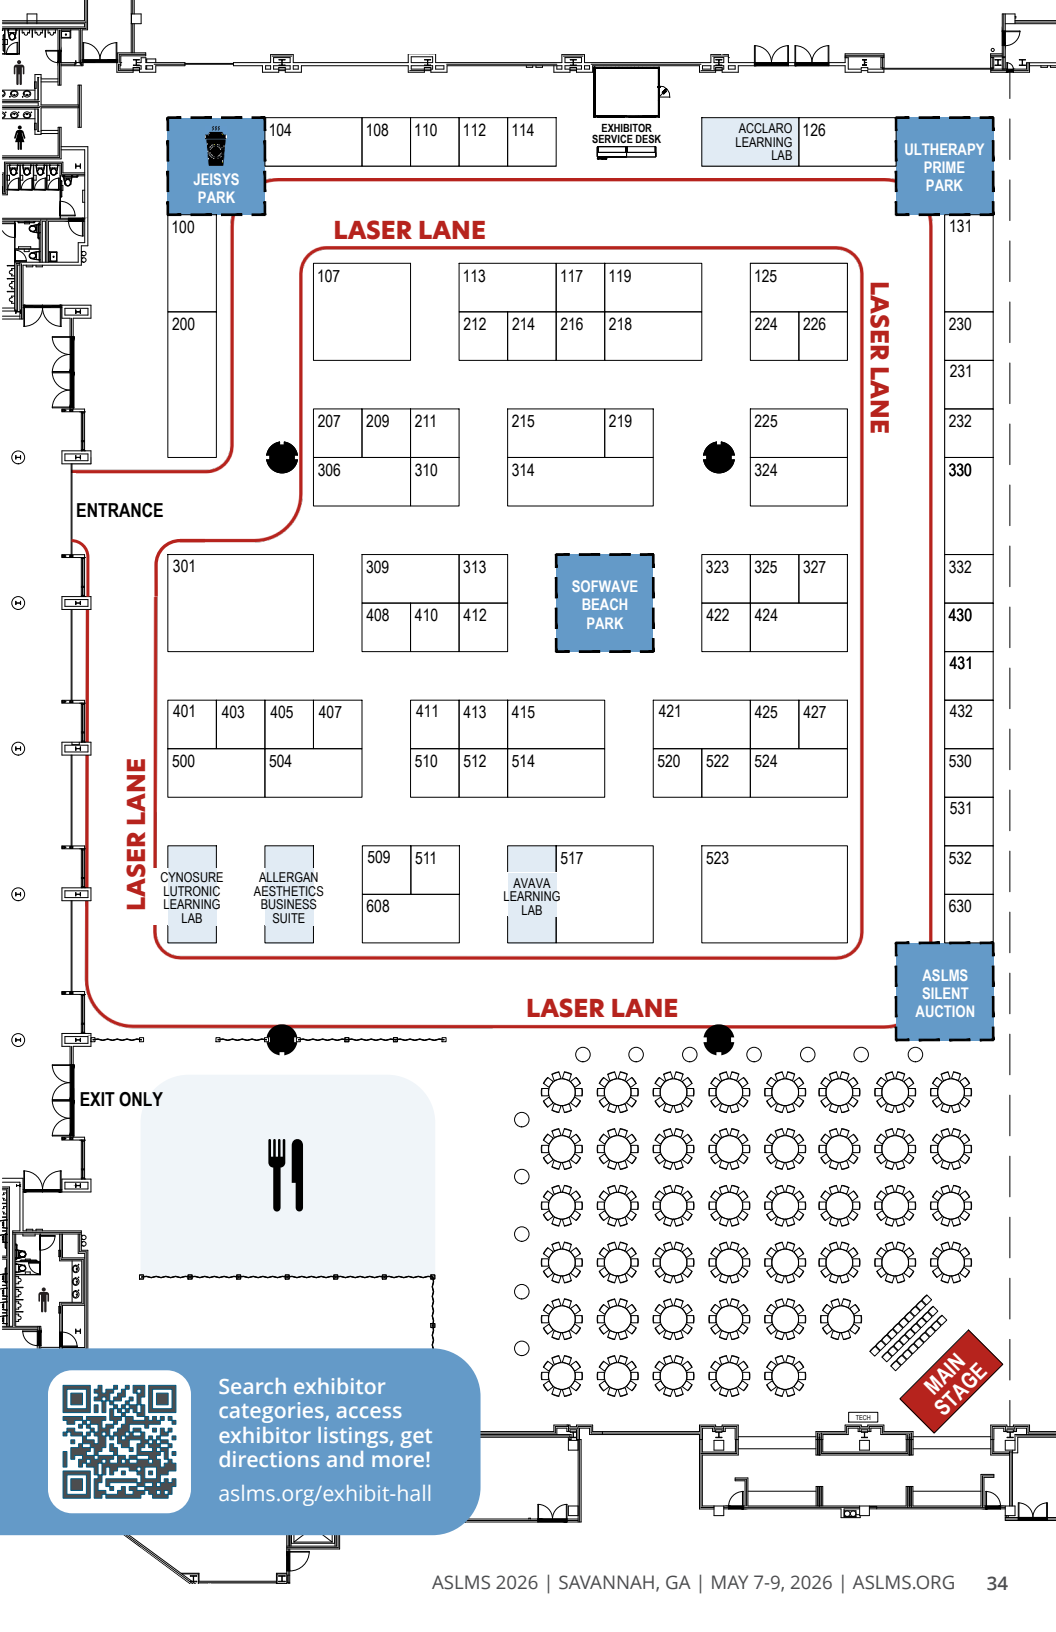 EXHIBITOR
SERVICE DESK
JEISYS
PARK
104
108
110
112
114
ACCLARO
LEARNING
LAB
126
ULTHERAPY
PRIME
PARK
100
131
LASER LANE
107
113
117
119
125
LASER LANE
200
212
214
216
218
224
226
230
231
207
209
211
215
219
225
232
306
310
314
324
330
ENTRANCE
301
309
313
SOFWAVE
BEACH
PARK
323
325
327
332
408
410
412
422
424
430
431
401
403
405
407
411
413
415
421
425
427
432
500
504
510
512
514
520
522
524
530
LASER LANE
531
CYNOSURE
LUTRONIC
LEARNING
LAB
ALLERGAN
AESTHETICS
BUSINESS
SUITE
509
511
AVAVA
LEARNING
LAB
517
523
532
608
630
ASLMS
SILENT
AUCTION
LASER LANE
EXIT ONLY
MAIN
STAGE
TECH
Search exhibitor
categories, access
exhibitor listings, get
directions and more!
aslms.org/exhibit-hall
ASLMS 2026 | SAVANNAH, GA | MAY 7-9, 2026 | ASLMS.ORG 34